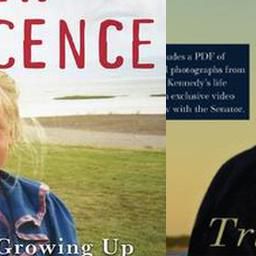 CENCE
Growing Up
udes a PDF of
photographs from
Kennedy's life
exclusive video
with the Senator.
Tr